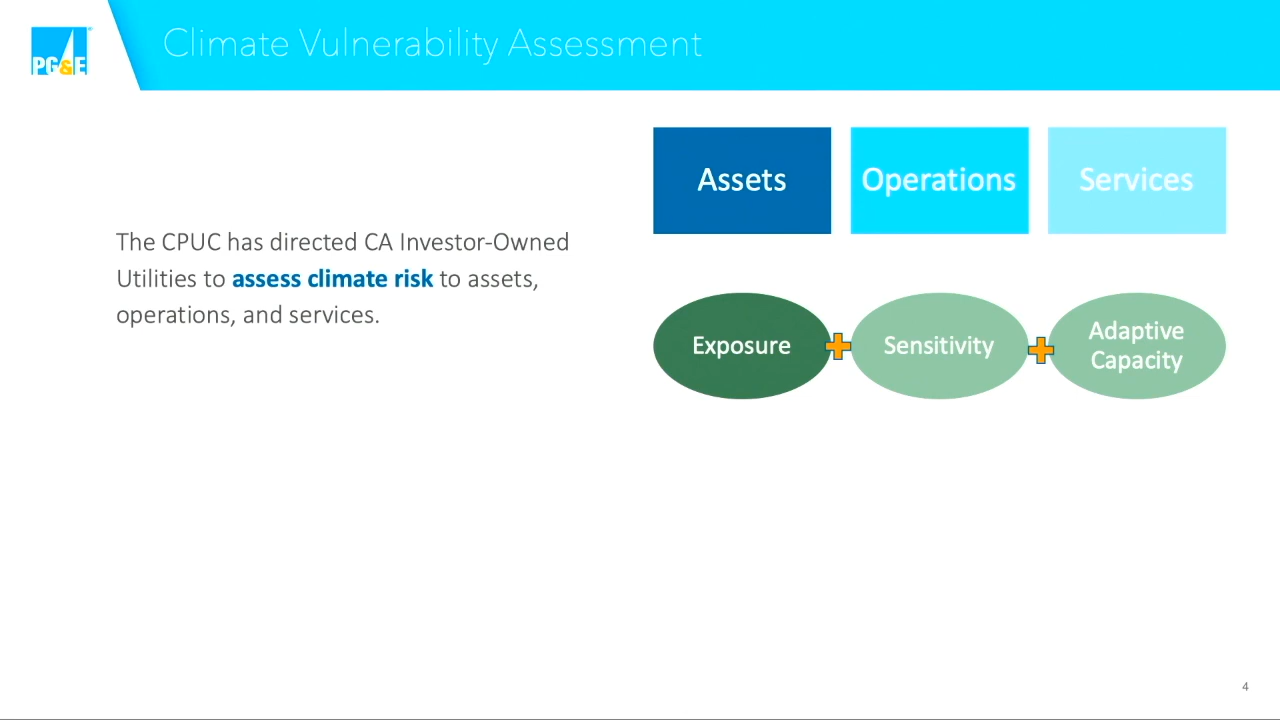 PG&E
Climate Vulnerability Assessment
The CPUC has directed CA Investor-Owned
Utilities to assess climate risk to assets,
operations, and services.
Assets
Operations
Services
Exposure
Sensitivity
Adaptive
Capacity
4